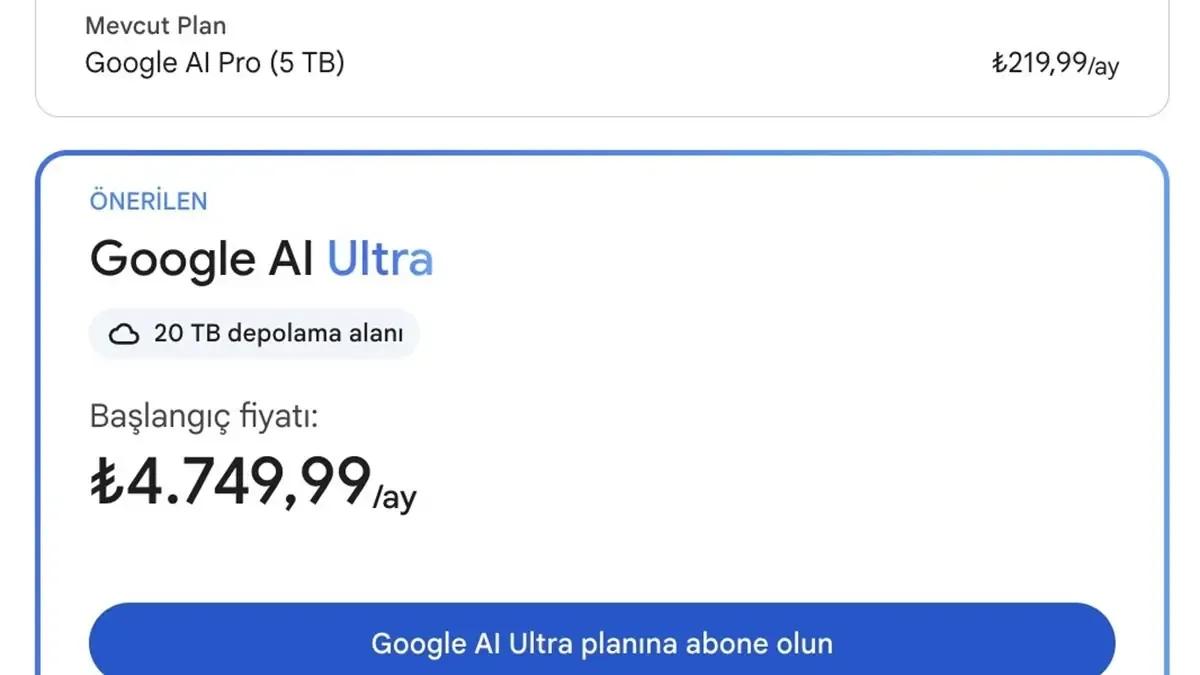 Mevcut Plan
Google AI Pro (5 TB)
₺219,99/ay
ÖNERİLEN
Google AI Ultra
20 TB depolama alanı
Başlangıç fiyatı:
₺4.749,99/ay
Google AI Ultra planına abone olun